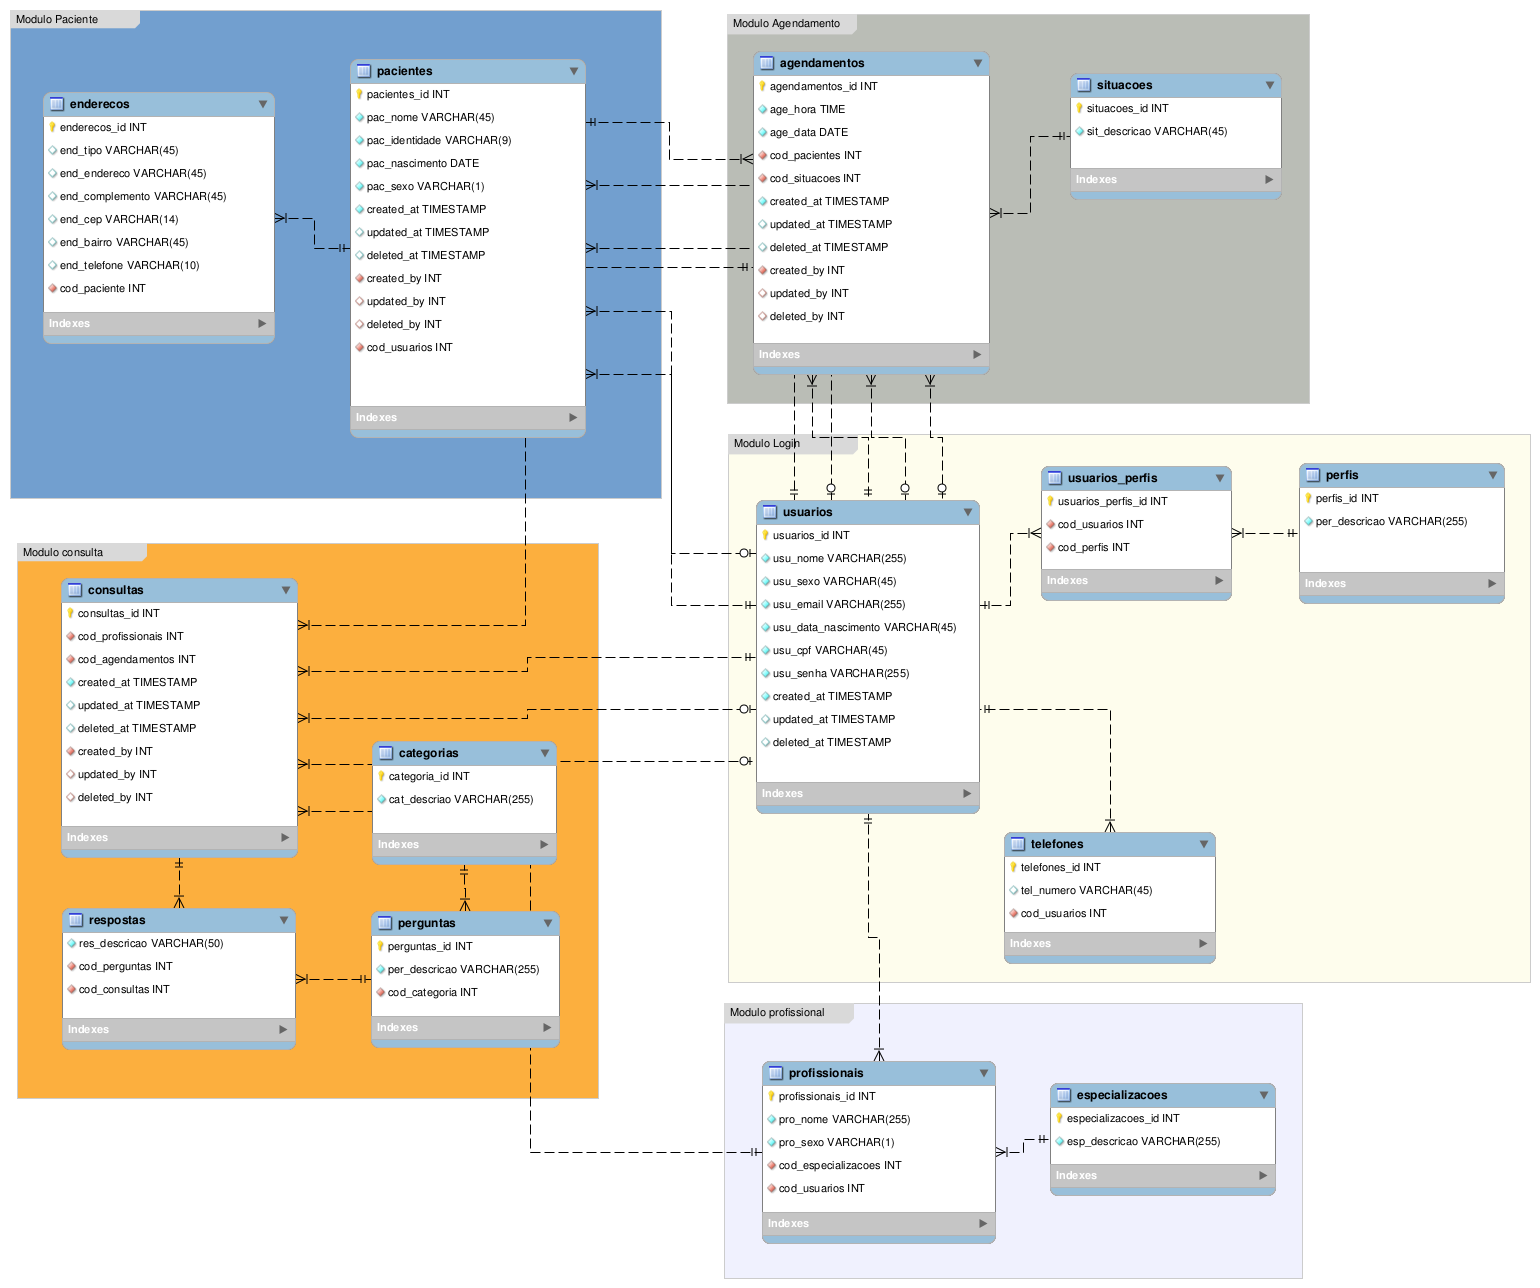 Modulo Paciente
enderecos
enderecos_id INT
end_tipo VARCHAR(45)
end_endereco VARCHAR(45)
end_complemento VARCHAR(45)
end_cep VARCHAR(14)
end_bairro VARCHAR(45)
end_telefone VARCHAR(10)
cod_paciente INT
Indexes
pacientes
pacientes_id INT
pac_nome VARCHAR(45)
pac_identidade VARCHAR(9)
pac_nascimento DATE
pac_sexo VARCHAR(1)
created_at TIMESTAMP
updated_at TIMESTAMP
deleted_at TIMESTAMP
created_by INT
updated_by INT
deleted_by INT
cod_usuarios INT
Indexes
Modulo Agendamento
agendamentos
agendamentos_id INT
age_hora TIME
age_data DATE
cod_pacientes INT
cod_situacoes INT
created_at TIMESTAMP
updated_at TIMESTAMP
deleted_at TIMESTAMP
created_by INT
updated_by INT
deleted_by INT
Indexes
situacoes
situacoes_id INT
sit_descricao VARCHAR(45)
Indexes
Modulo Login
usuarios
usuarios_id INT
usu_nome VARCHAR(255)
usu_sexo VARCHAR(45)
usu_email VARCHAR(255)
usu_data_nascimento VARCHAR(45)
usu_cpf VARCHAR(45)
usu_senha VARCHAR(255)
created_at TIMESTAMP
updated_at TIMESTAMP
deleted_at TIMESTAMP
Indexes
usuarios_perfis
usuarios_perfis_id INT
cod_usuarios INT
cod_perfis INT
Indexes
perfis
perfis_id INT
per_descricao VARCHAR(255)
Indexes
telefones
telefones_id INT
tel_numero VARCHAR(45)
cod_usuarios INT
Indexes
Modulo consulta
consultas
consultas_id INT
cod_profissionais INT
cod_agendamentos INT
created_at TIMESTAMP
updated_at TIMESTAMP
deleted_at TIMESTAMP
created_by INT
updated_by INT
deleted_by INT
Indexes
categorias
categoria_id INT
cat_descriao VARCHAR(255)
Indexes
respostas
res_descricao VARCHAR(50)
cod_perguntas INT
cod_consultas INT
Indexes
perguntas
perguntas_id INT
per_descricao VARCHAR(255)
cod_categoria INT
Indexes
Modulo profissional
profissionais
profissionais_id INT
pro_nome VARCHAR(255)
pro_sexo VARCHAR(1)
cod_especializacoes INT
cod_usuarios INT
Indexes
especializacoes
especializacoes_id INT
esp_descricao VARCHAR(255)
Indexes